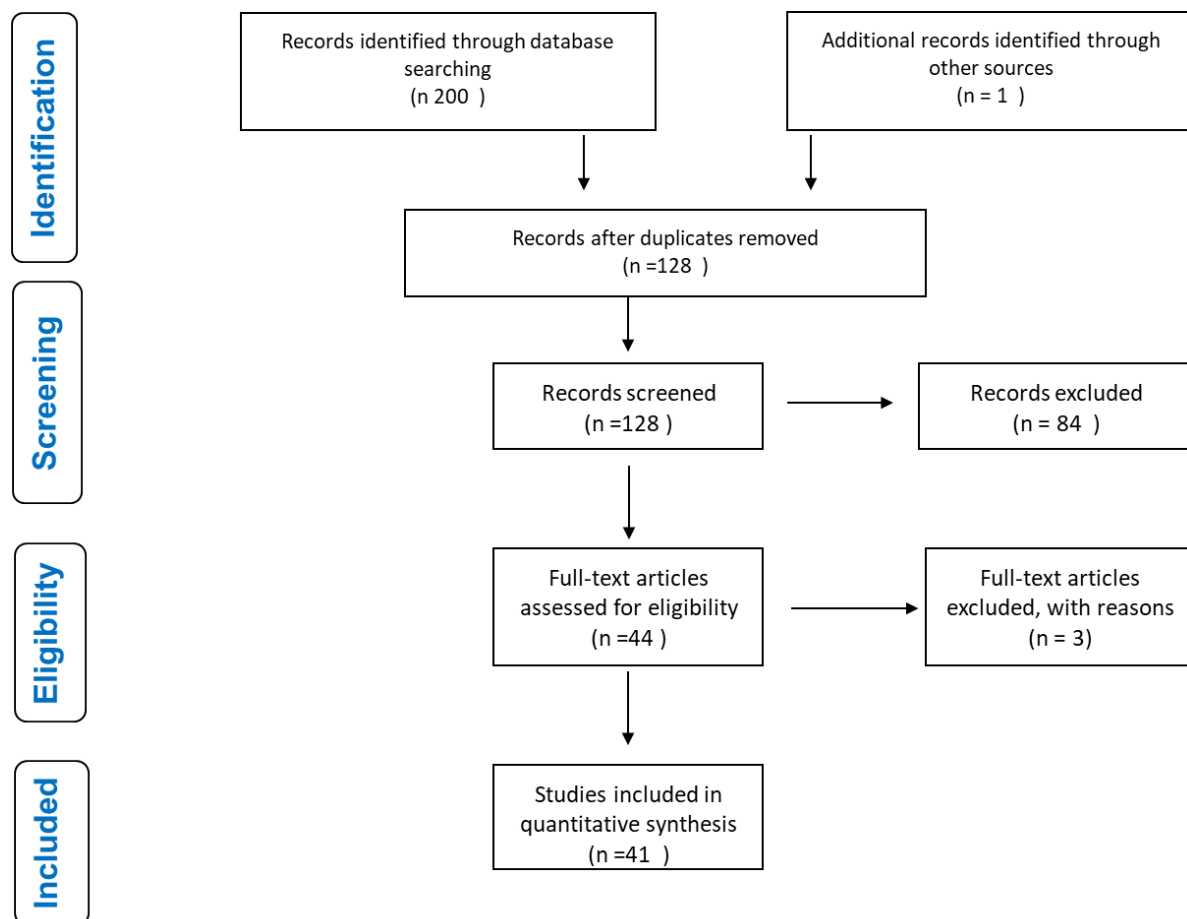 Identification
Records identified through database
searching
(n 200  )
Additional records identified through
other sources
(n = 1  )
Records after duplicates removed
(n =128  )
Screening
Records screened
(n =128 )
Records excluded
(n = 84  )
Eligibility
Full-text articles
assessed for eligibility
(n =44 )
Full-text articles
excluded, with reasons
(n = 3)
Included
Studies included in
quantitative synthesis
(n =41  )